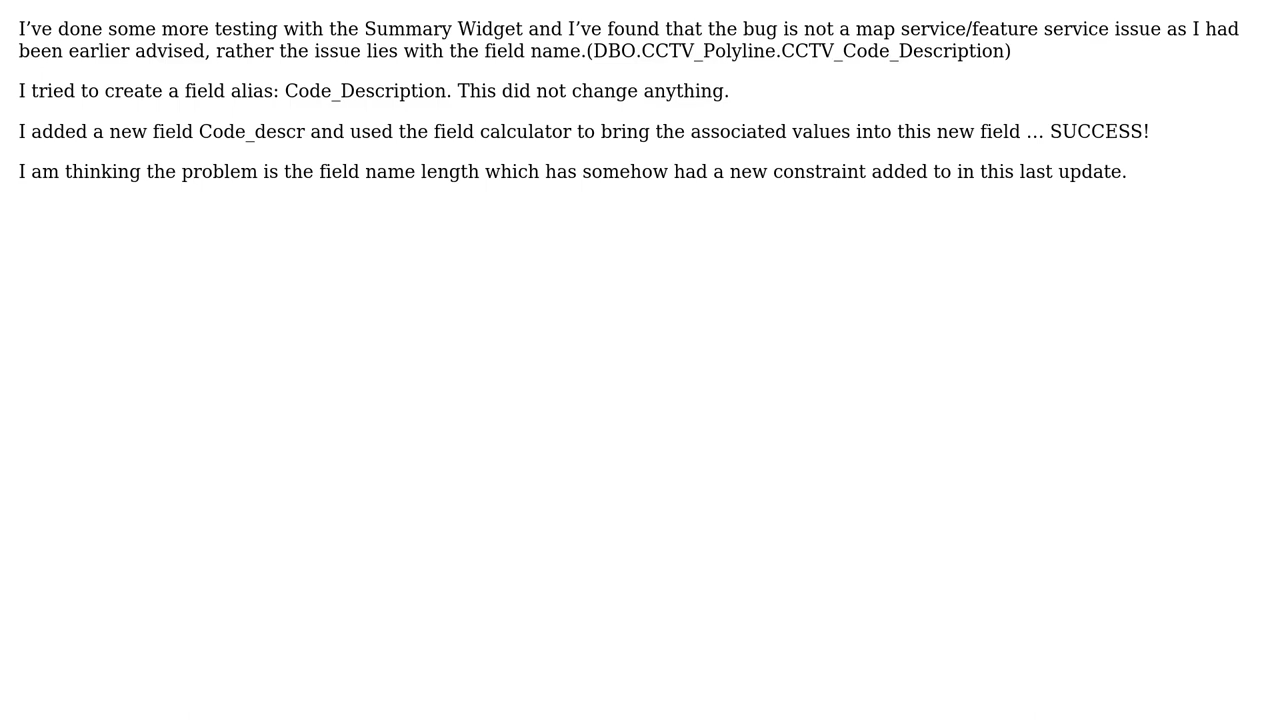 I’ve done some more testing with the Summary Widget and I’ve found that the bug is not a map service/feature service issue as I had
been earlier advised, rather the issue lies with the field name.(DBO.CCTV_Polyline.CCTV_Code_Description)
I tried to create a field alias: Code_Description. This did not change anything.
I added a new field Code_descr and used the field calculator to bring the associated values into this new field … SUCCESS!
I am thinking the problem is the field name length which has somehow had a new constraint added to in this last update.